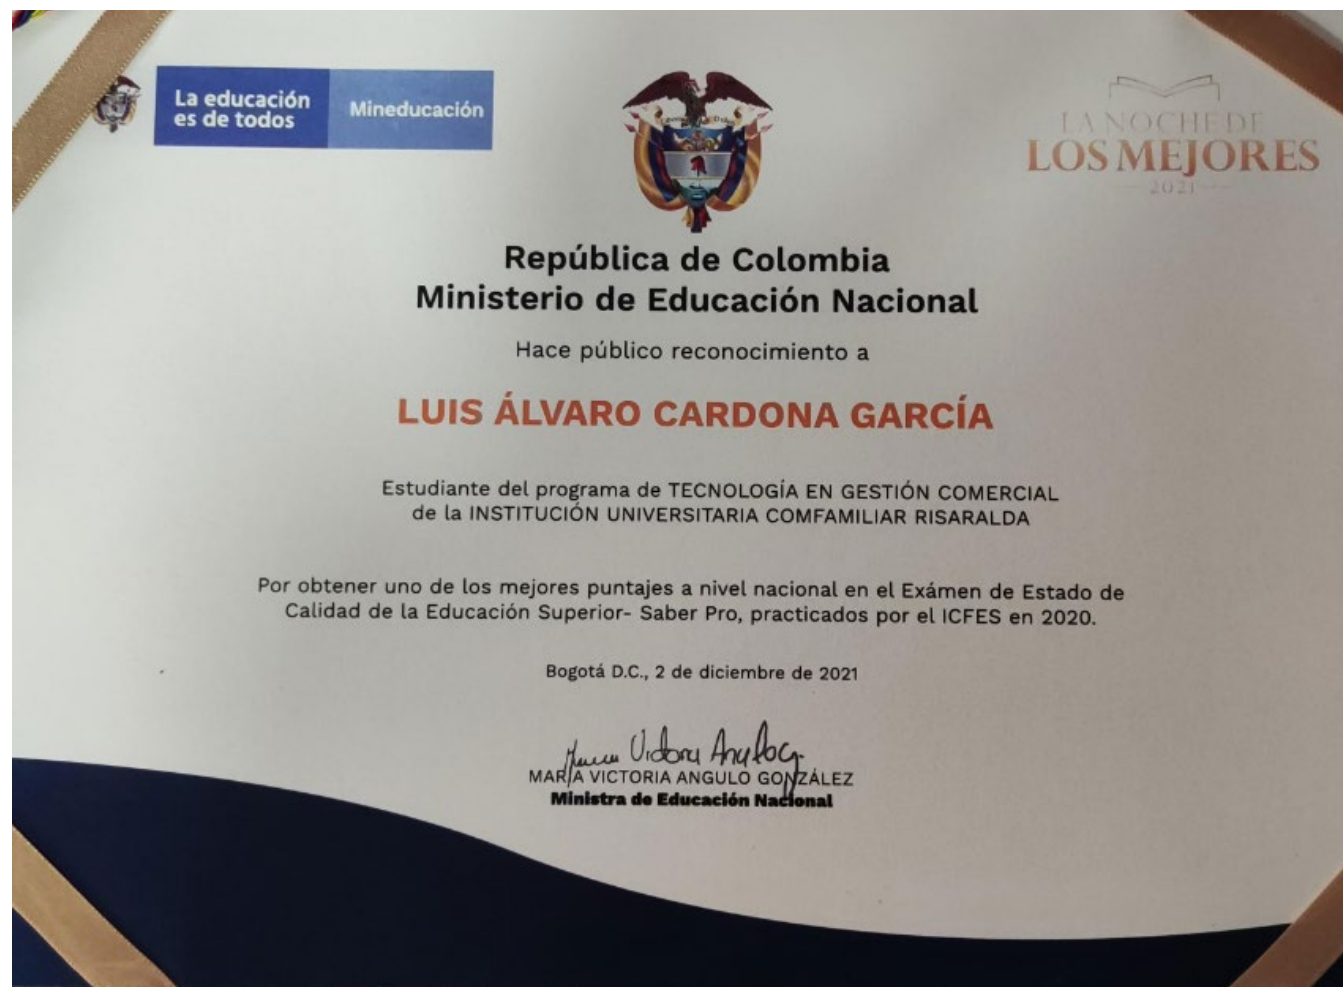 La educación
es de todos
Mineducación
LA NOCHE DE
LOS MEJORES
2021
República de Colombia
Ministerio de Educación Nacional
Hace público reconocimiento a
LUIS ÁLVARO CARDONA GARCÍA
Estudiante del programa de TECNOLOGÍA EN GESTIÓN COMERCIAL
de la INSTITUCIÓN UNIVERSITARIA COMFAMILIAR RISARALDA
Por obtener uno de los mejores puntajes a nivel nacional en el Exámen de Estado de
Calidad de la Educación Superior- Saber Pro, practicados por el ICFES en 2020.
Bogotá D.C., 2 de diciembre de 2021
MARÍA VICTORIA ANGULO GONZÁLEZ
Ministra de Educación Nacional